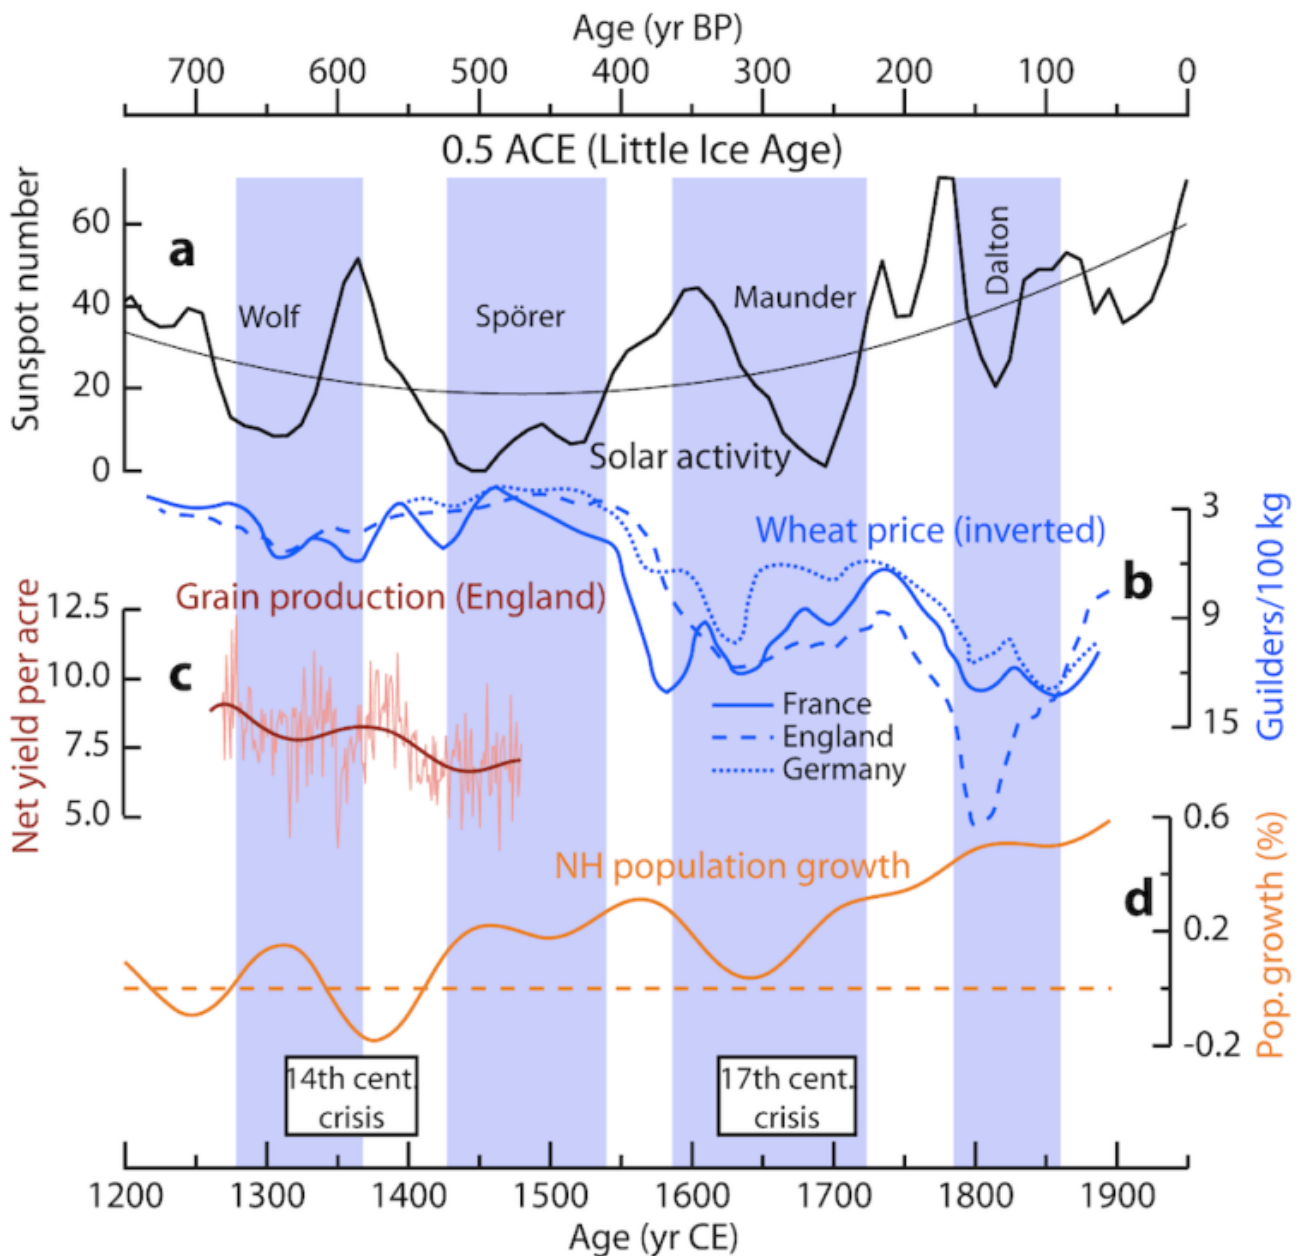 Age (yr BP)
700 600 500 400 300 200 100 0
0.5 ACE (Little Ice Age)
Sunspot number
60
40
20
0
a
Wolf
Spörer
Maunder
Dalton
Solar activity
Wheat price (inverted)
b
3
9
15
Guilders/100 kg
France
England
Germany
Grain production (England)
Net yield per acre
12.5
10.0
7.5
5.0
c
NH population growth
d
0.6
0.2
-0.2
Pop. growth (%)
14th cent.
crisis
17th cent.
crisis
1200 1300 1400 1500 1600 1700 1800 1900
Age (yr CE)